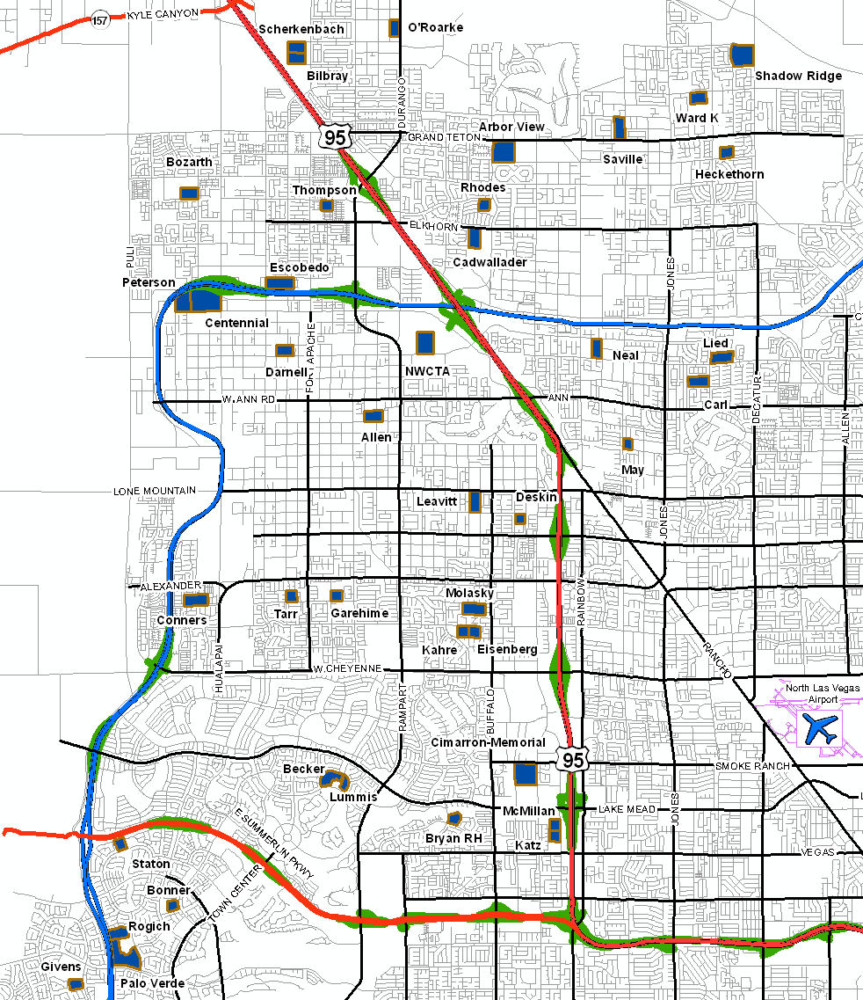 157
KYLE CANYON
Scherkenbach
O'Roarke
Bilbray
Shadow Ridge
DURANGO
Ward K
95
GRAND TETON
Arbor View
Saville
Bozarth
Heckethorn
Thompson
Rhodes
ELKHORN
Cadwallader
PULI
JONES
Peterson
Escobedo
Centennial
FORT APACHE
Darnell
NWCTA
Neal
Lied
Carl
DECATUR
W. ANN RD
ANN
Allen
ALLEN
May
LONE MOUNTAIN
Leavitt
Deskin
JONES
ALEXANDER
Conners
Tarr
Garehime
Molasky
RAINBOW
Kahre
Eisenberg
HUALAPAI
W. CHEYENNE
RANCHO
RAMPART
BUFFALO
North Las Vegas
Airport
Cimarron-Memorial
95
SMOKE RANCH
Becker
Lummis
McMillan
LAKE MEAD
JONES
E SUMMERLIN PKWY
Bryan RH
Katz
VEGAS
Staton
TOWN CENTER
Bonner
Rogich
Givens
Palo Verde